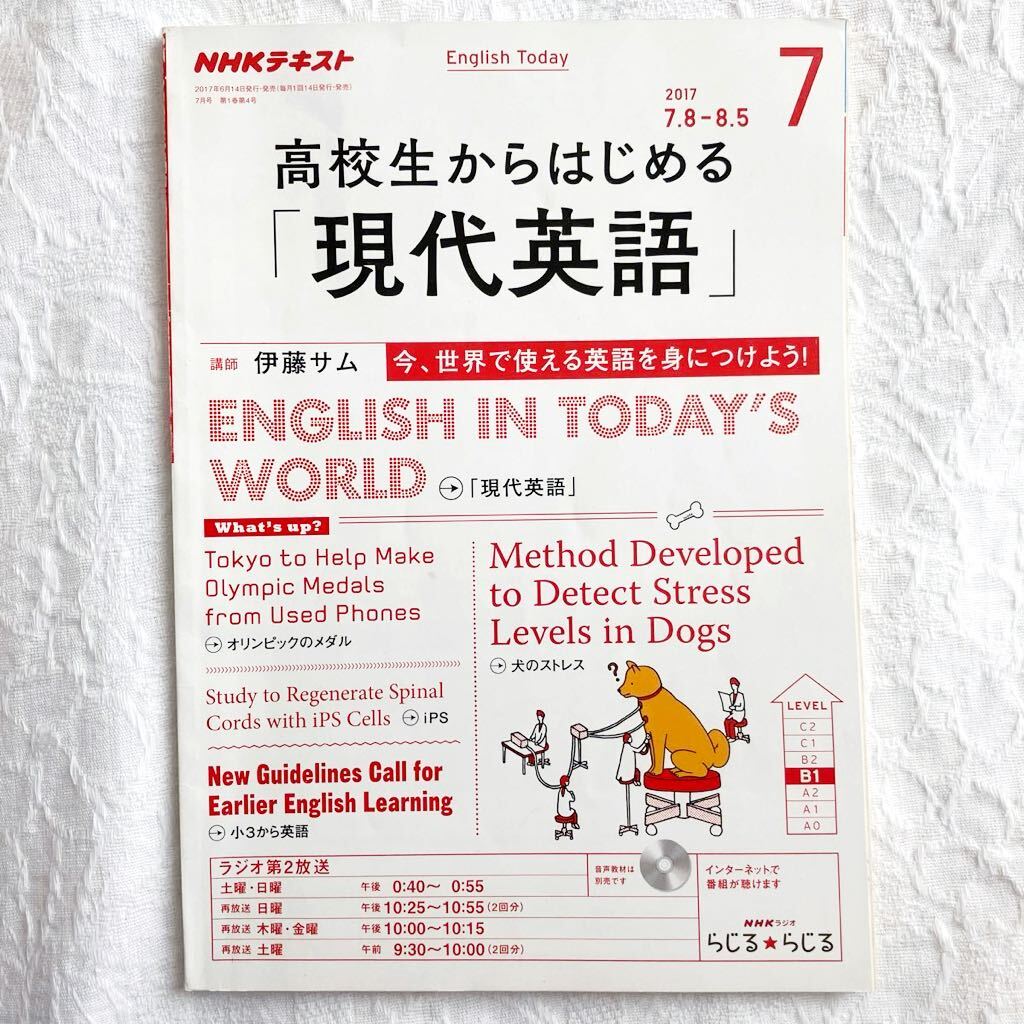 NHKテキスト
2017年6月14日発行・発売(毎月1回14日発行・発売)
7月号 第1巻第4号
English Today
2017
7.8-8.5
7
高校生からはじめる
「現代英語」
講師 伊藤サム
今、世界で使える英語を身につけよう!
ENGLISH IN TODAY'S
WORLD → 「現代英語」
What's up?
Tokyo to Help Make
Olympic Medals
from Used Phones
→ オリンピックのメダル
Study to Regenerate Spinal
Cords with iPS Cells → iPS
New Guidelines Call for
Earlier English Learning
→ 小3から英語
Method Developed
to Detect Stress
Levels in Dogs
→ 犬のストレス
?
LEVEL
C2
C1
B2
B1
A2
A1
A0
ラジオ第2放送
土曜・日曜 午後 0:40〜 0:55
再放送 日曜 午後 10:25〜10:55(2回分)
再放送 木曜・金曜 午後 10:00〜10:15
再放送 土曜 午前 9:30〜10:00(2回分)
音声教材は
別売です
インターネットで
番組が聴けます
NHKラジオ
らじる★らじる